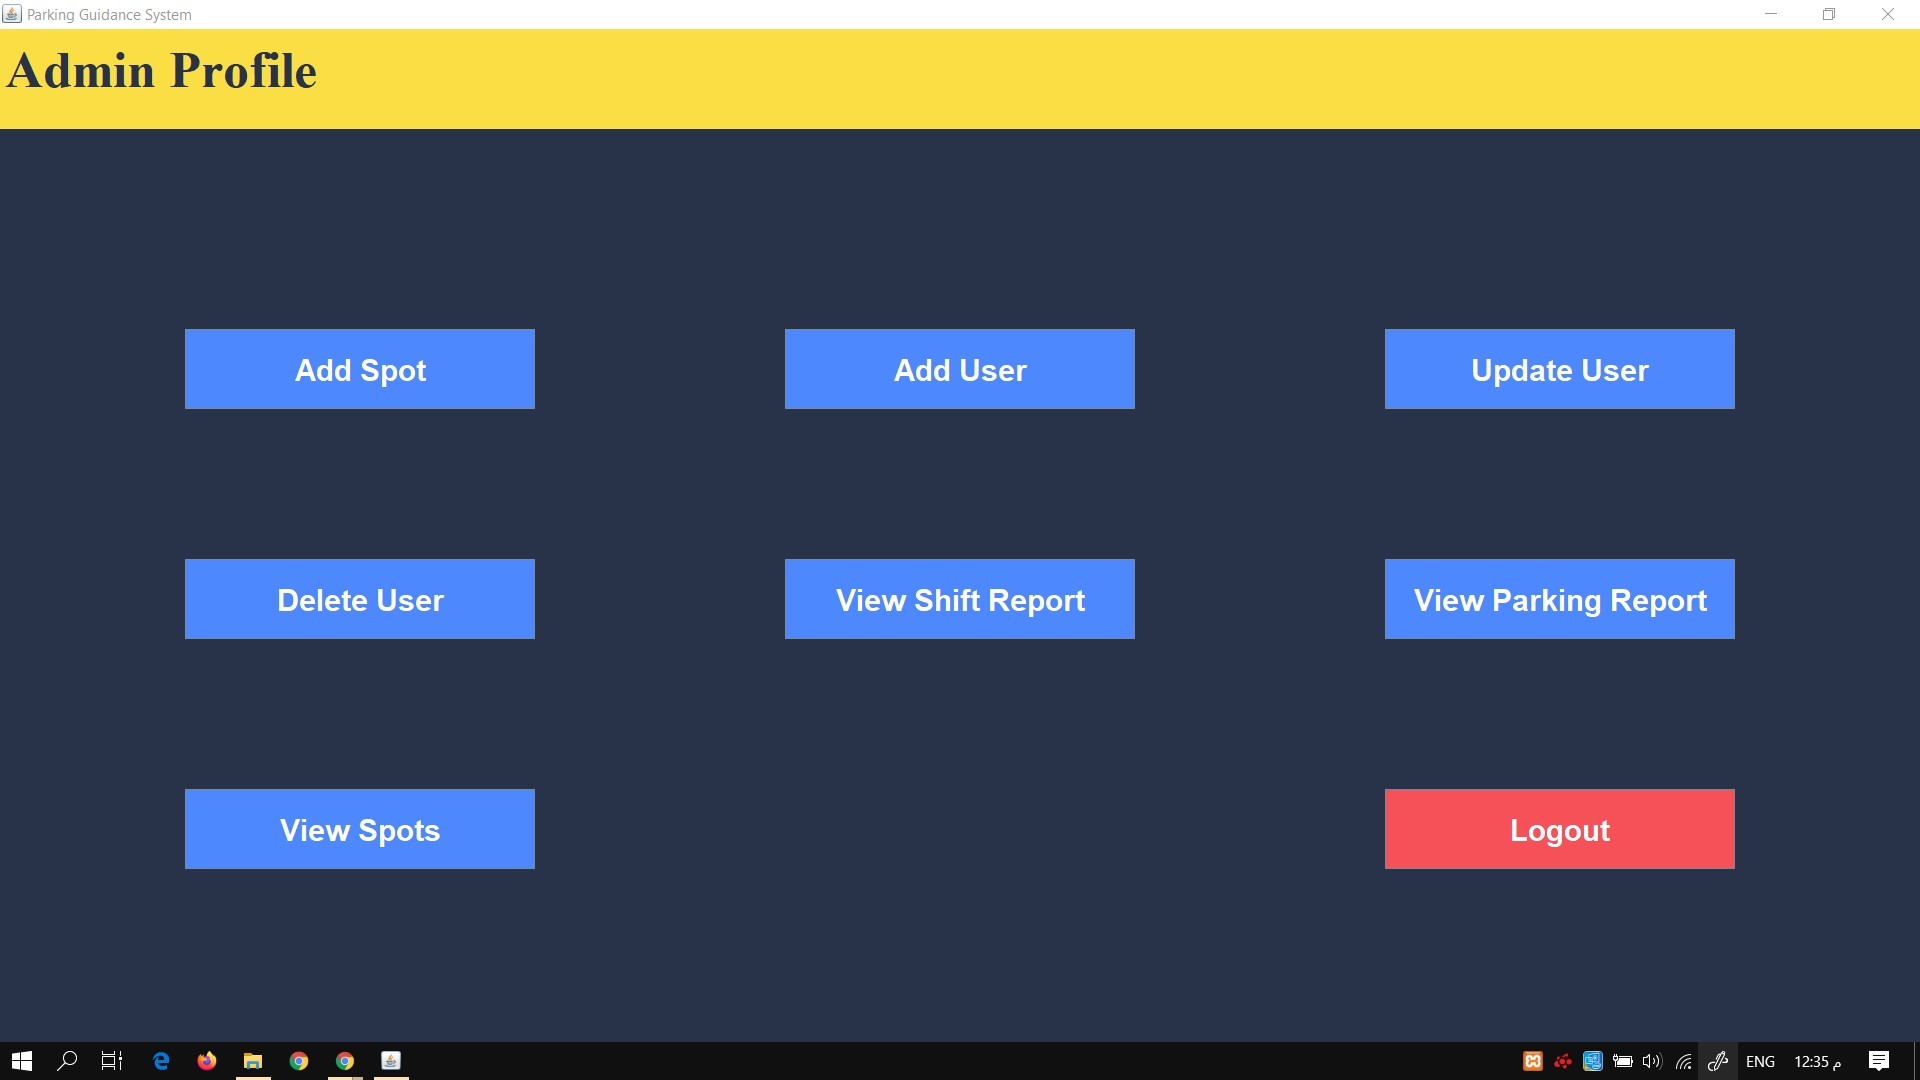 Parking Guidance System
Admin Profile
Add Spot
Add User
Update User
Delete User
View Shift Report
View Parking Report
View Spots
Logout
ENG
12:35 م